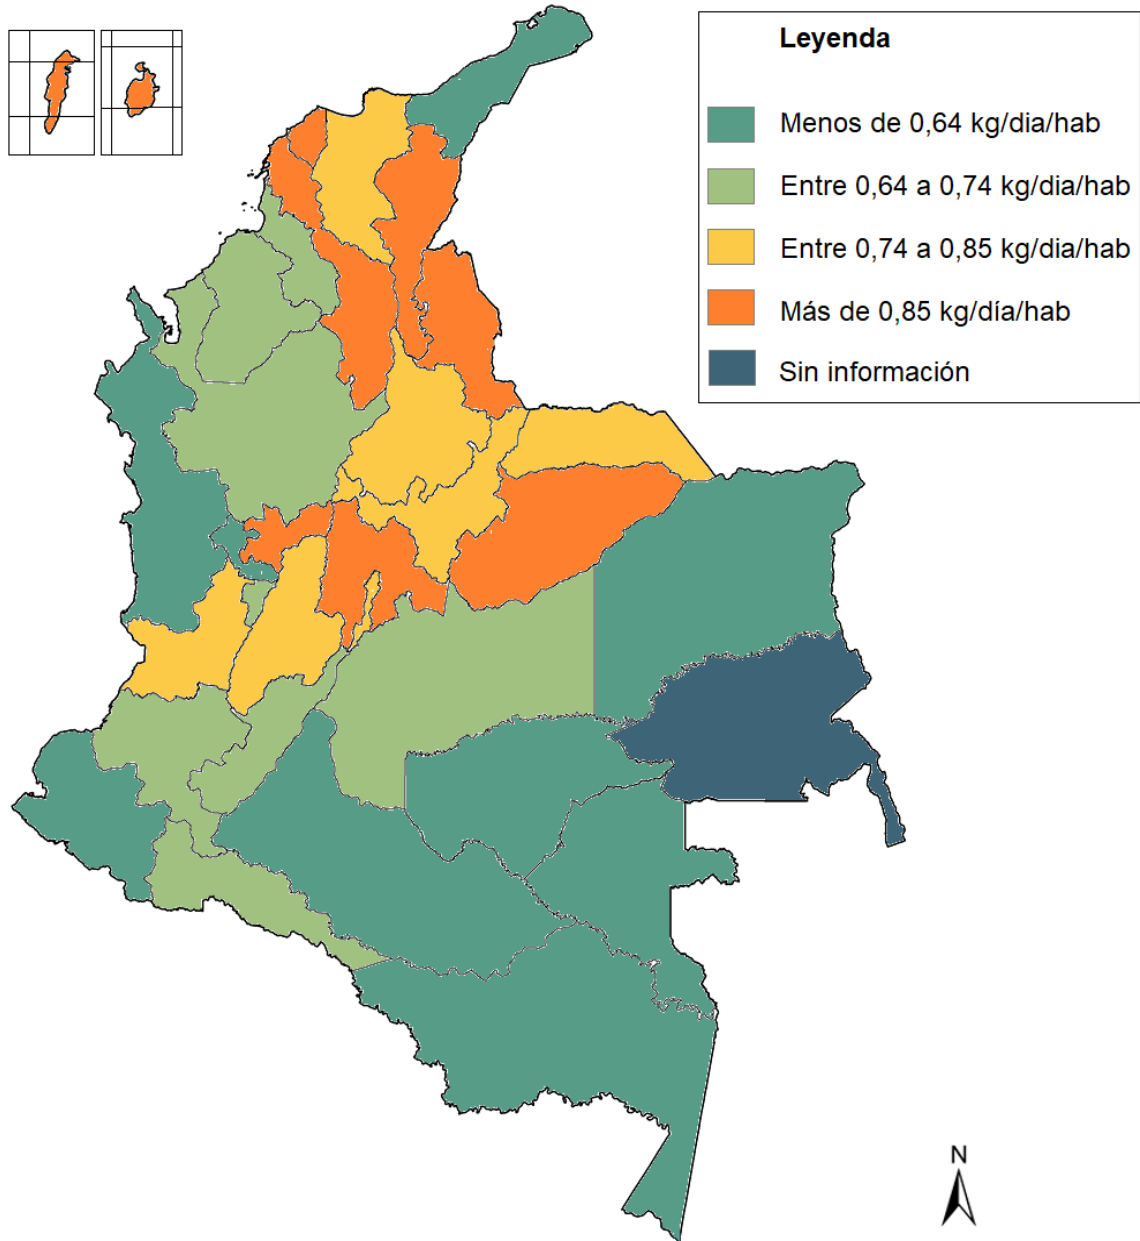 Leyenda
Menos de 0,64 kg/dia/hab
Entre 0,64 a 0,74 kg/dia/hab
Entre 0,74 a 0,85 kg/dia/hab
Más de 0,85 kg/día/hab
Sin información
N